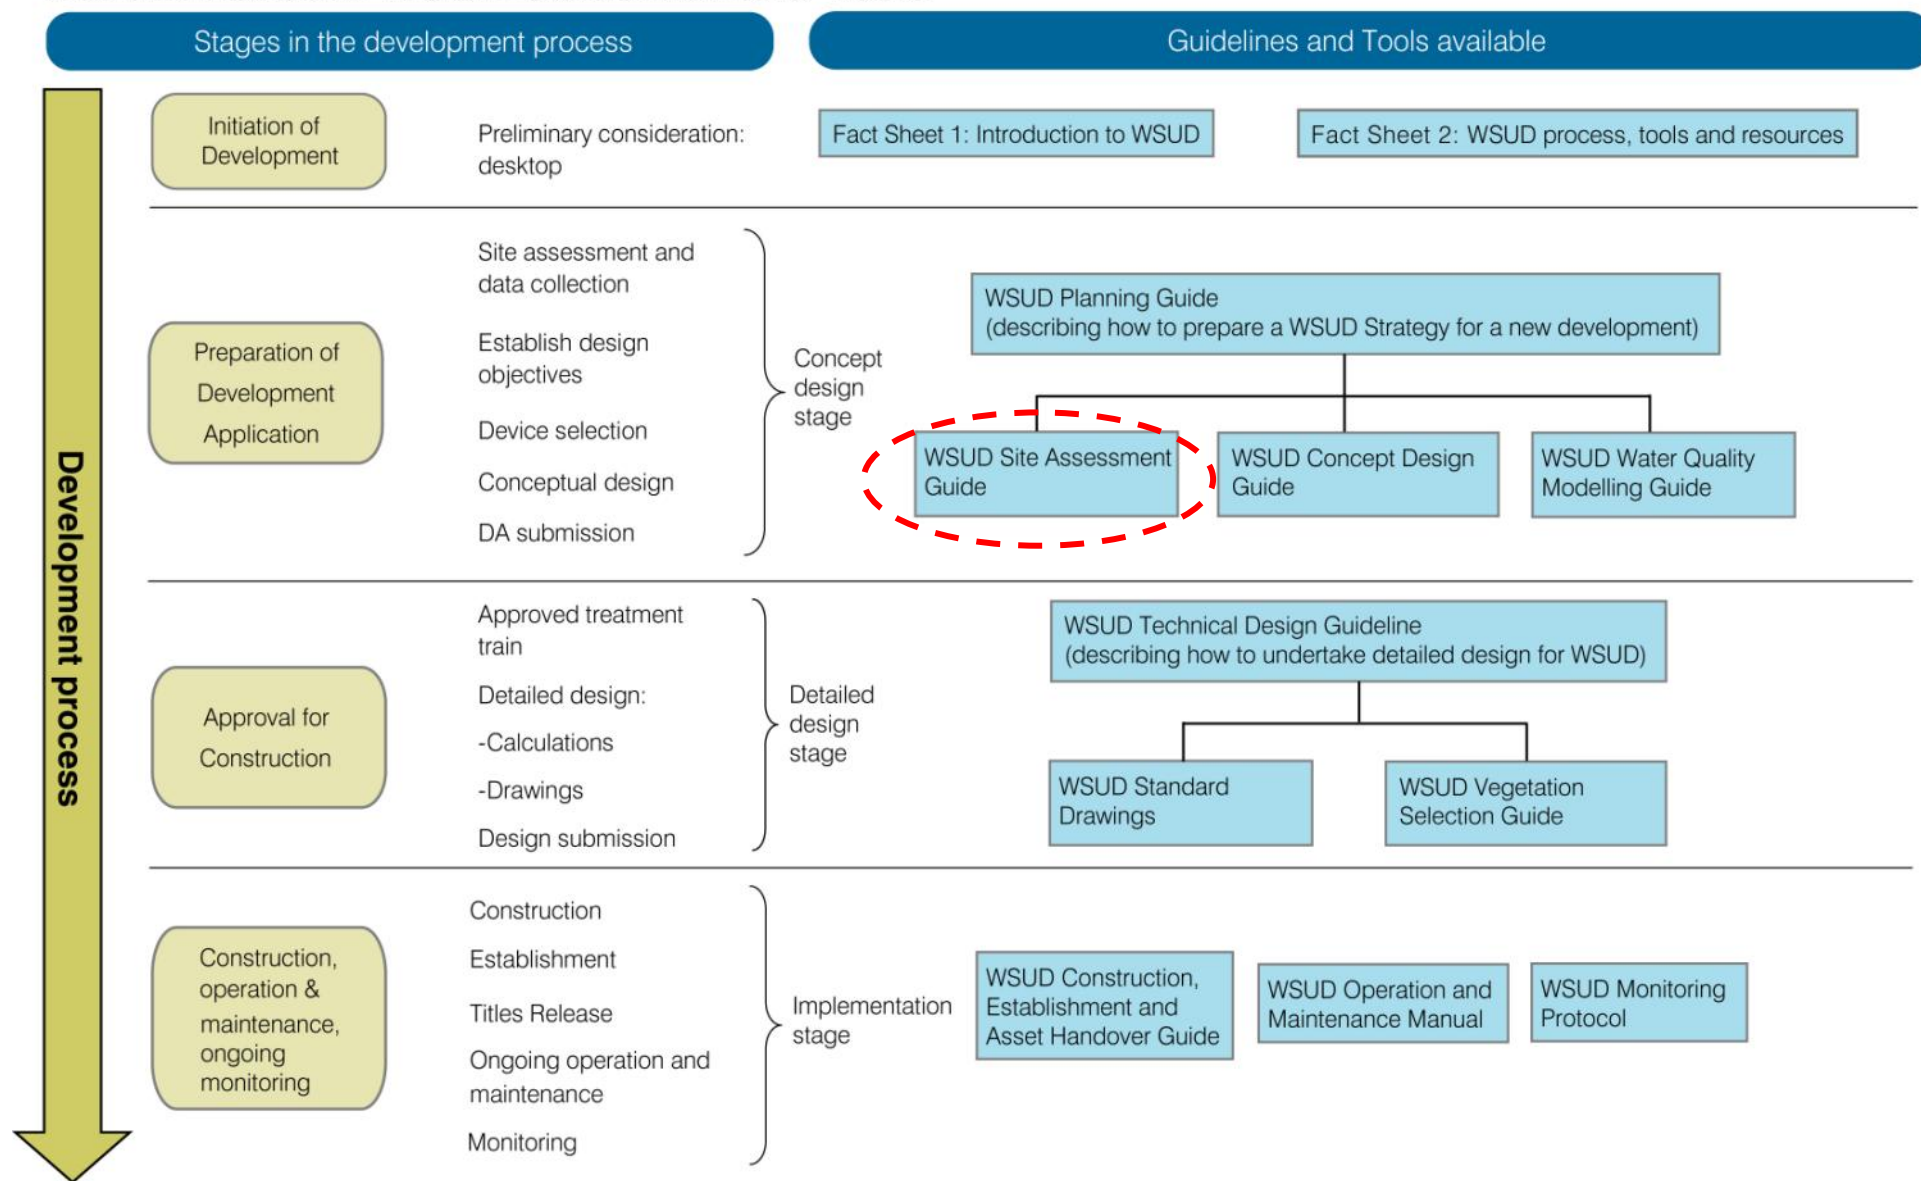 Stages in the development process
Guidelines and Tools available
Development process
Initiation of
Development
Preliminary consideration:
desktop
Fact Sheet 1: Introduction to WSUD
Fact Sheet 2: WSUD process, tools and resources
Preparation of
Development
Application
Site assessment and
data collection
Establish design
objectives
Device selection
Conceptual design
DA submission
Concept
design
stage
WSUD Planning Guide
(describing how to prepare a WSUD Strategy for a new development)
WSUD Site Assessment
Guide
WSUD Concept Design
Guide
WSUD Water Quality
Modelling Guide
Approval for
Construction
Approved treatment
train
Detailed design:
-Calculations
-Drawings
Design submission
Detailed
design
stage
WSUD Technical Design Guideline
(describing how to undertake detailed design for WSUD)
WSUD Standard
Drawings
WSUD Vegetation
Selection Guide
Construction,
operation &
maintenance,
ongoing
monitoring
Construction
Establishment
Titles Release
Ongoing operation and
maintenance
Monitoring
Implementation
stage
WSUD Construction,
Establishment and
Asset Handover Guide
WSUD Operation and
Maintenance Manual
WSUD Monitoring
Protocol